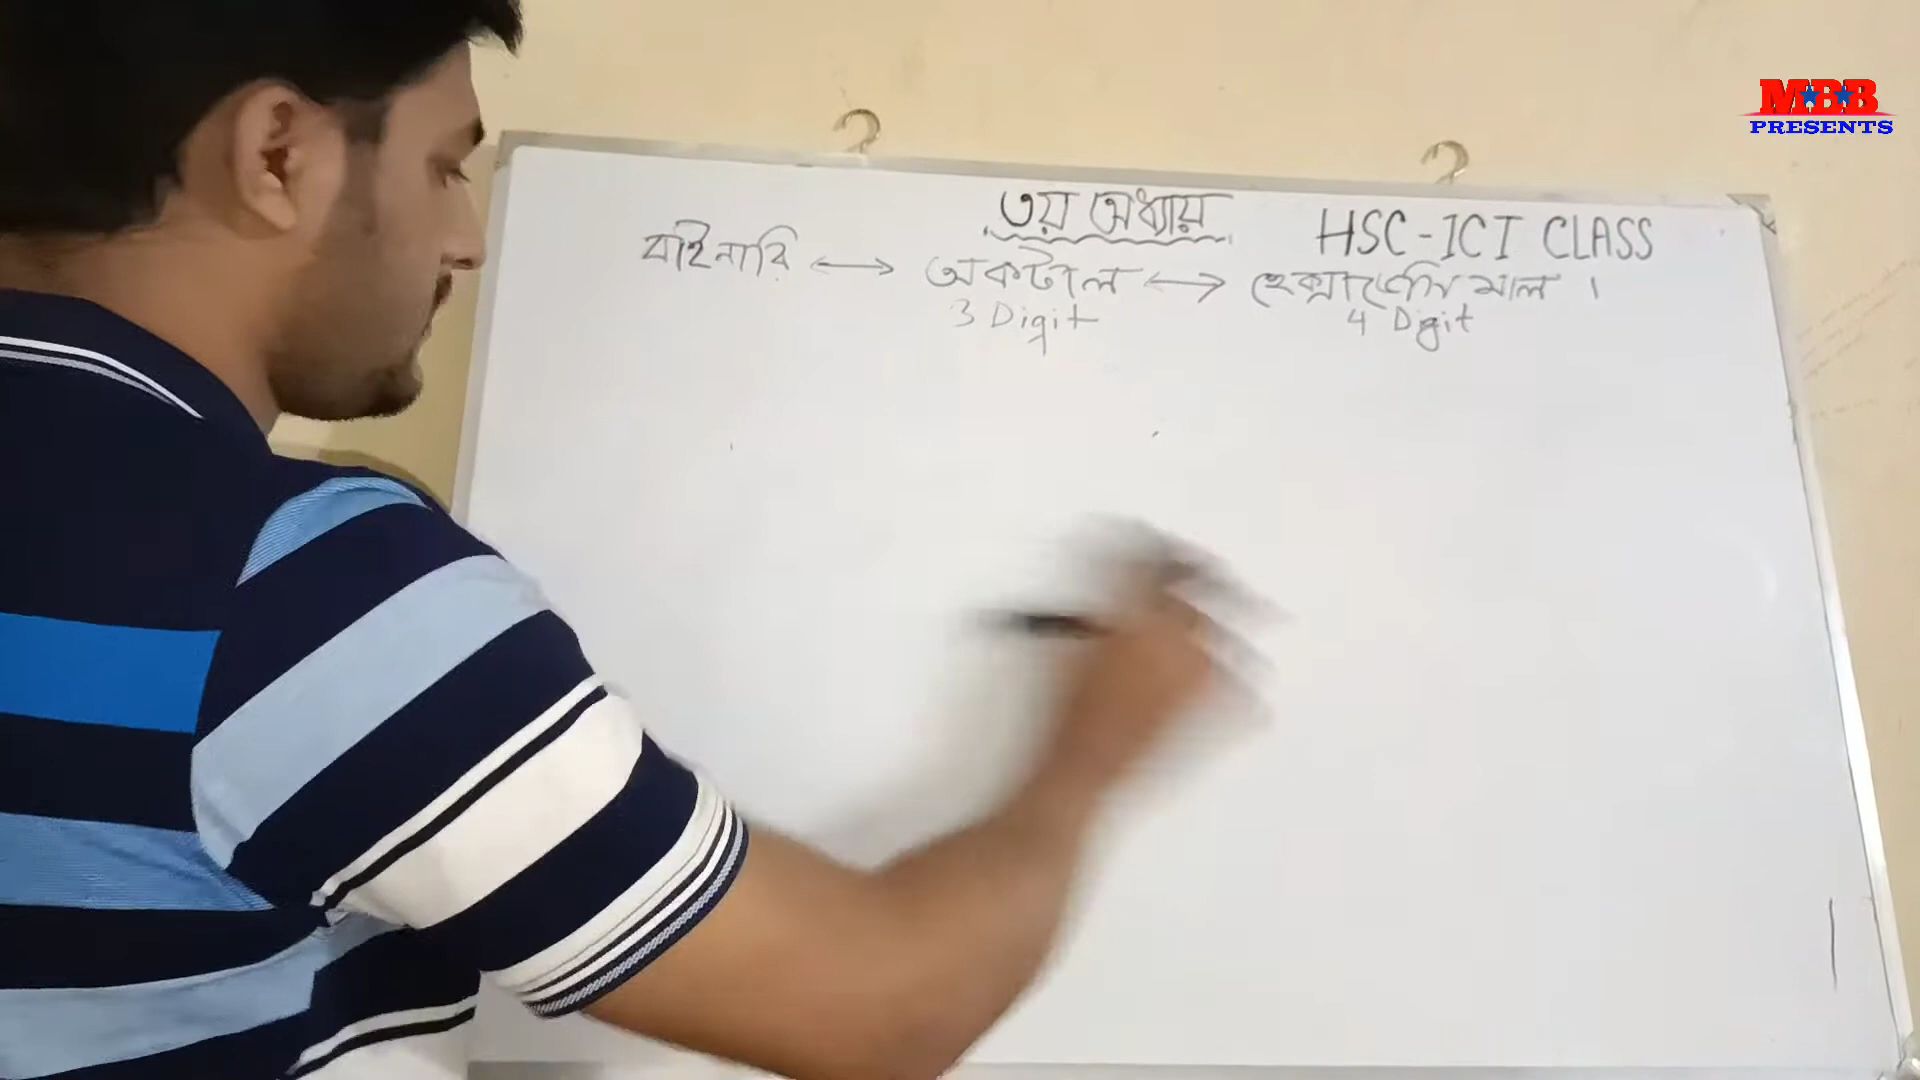 MBB
PRESENTS
৩য় অধ্যায়
HSC-ICT CLASS
বাইনারি ↔ অকটাল ↔ হেক্সাডেসিমাল ।
3 Digit
4 Digit